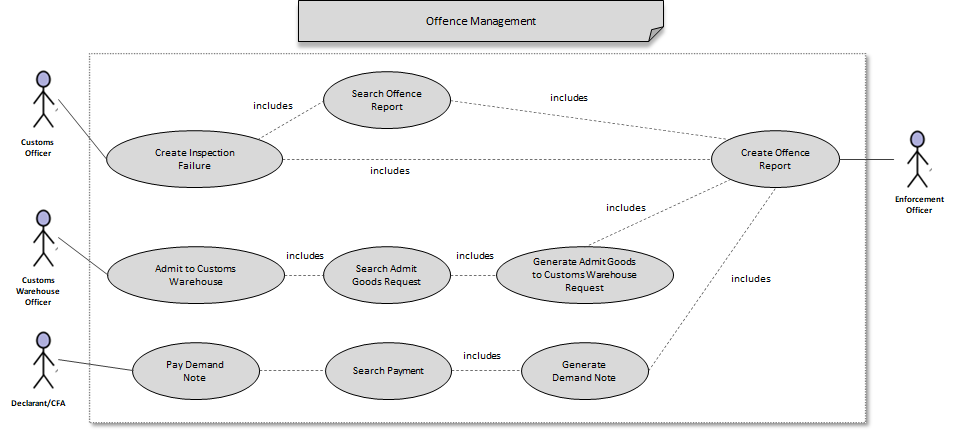 Offence Management
Search Offence
Report
includes
includes
Customs
Officer
Create Inspection
Failure
includes
Create Offence
Report
Enforcement
Officer
includes
Customs
Warehouse
Officer
Admit to Customs
Warehouse
includes
Search Admit
Goods Request
includes
Generate Admit Goods
to Customs Warehouse
Request
includes
Declarant/CFA
Pay Demand
Note
Search Payment
includes
Generate
Demand Note